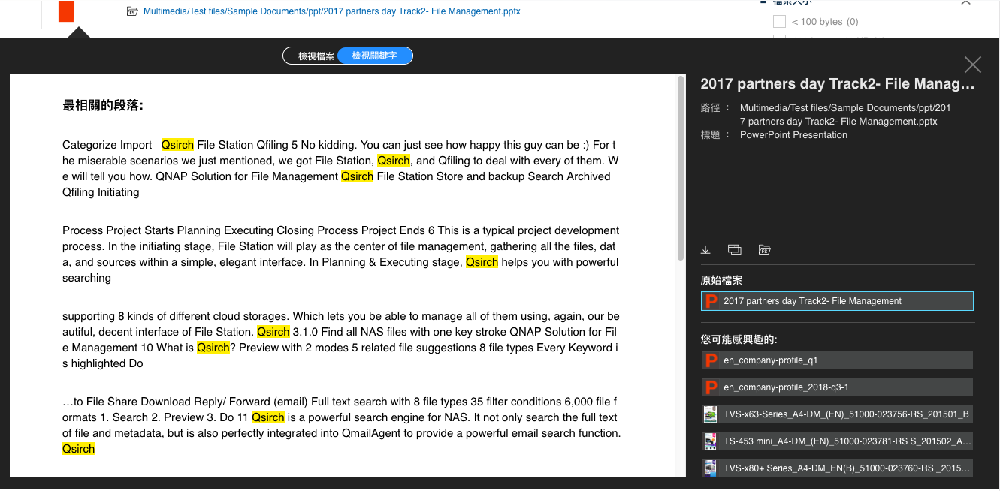 Multimedia/Test files/Sample Documents/ppt/2017 partners day Track2- File Management.pptx
檔案大小
< 100 bytes (0)
檢視檔案
檢視關鍵字
最相關的段落:
Categorize Import Qsirch File Station Qfiling 5 No kidding. You can just see how happy this guy can be :) For t
he miserable scenarios we just mentioned, we got File Station, Qsirch, and Qfiling to deal with every of them. W
e will tell you how. QNAP Solution for File Management Qsirch File Station Store and backup Search Archived
Qfiling Initiating
Process Project Starts Planning Executing Closing Process Project Ends 6 This is a typical project development
process. In the initiating stage, File Station will play as the center of file management, gathering all the files, dat
a, and sources within a simple, elegant interface. In Planning & Executing stage, Qsirch helps you with powerful
searching
supporting 8 kinds of different cloud storages. Which lets you be able to manage all of them using, again, our be
autiful, decent interface of File Station. Qsirch 3.1.0 Find all NAS files with one key stroke QNAP Solution for Fil
e Management 10 What is Qsirch? Preview with 2 modes 5 related file suggestions 8 file types Every Keyword i
s highlighted Do
…to File Share Download Reply/ Forward (email) Full text search with 8 file types 35 filter conditions 6,000 file f
ormats 1. Search 2. Preview 3. Do 11 Qsirch is a powerful search engine for NAS. It not only search the full text
of file and metadata, but is also perfectly integrated into QmailAgent to provide a powerful email search function.
Qsirch
2017 partners day Track2- File Manag…
路徑 : Multimedia/Test files/Sample Documents/ppt/201
7 partners day Track2- File Management.pptx
標題 : PowerPoint Presentation
原始檔案
2017 partners day Track2- File Management
您可能感興趣的:
en_company-profile_q1
en_company-profile_2018-q3-1
TVS-x63-Series_A4-DM_(EN)_51000-023756-RS_201501_B
TS-453 mini_A4-DM_(EN)_51000-023781-RS S_201502_A…
TVS-x80+ Series_A4-DM_EN(B)_51000-023760-RS _2015…